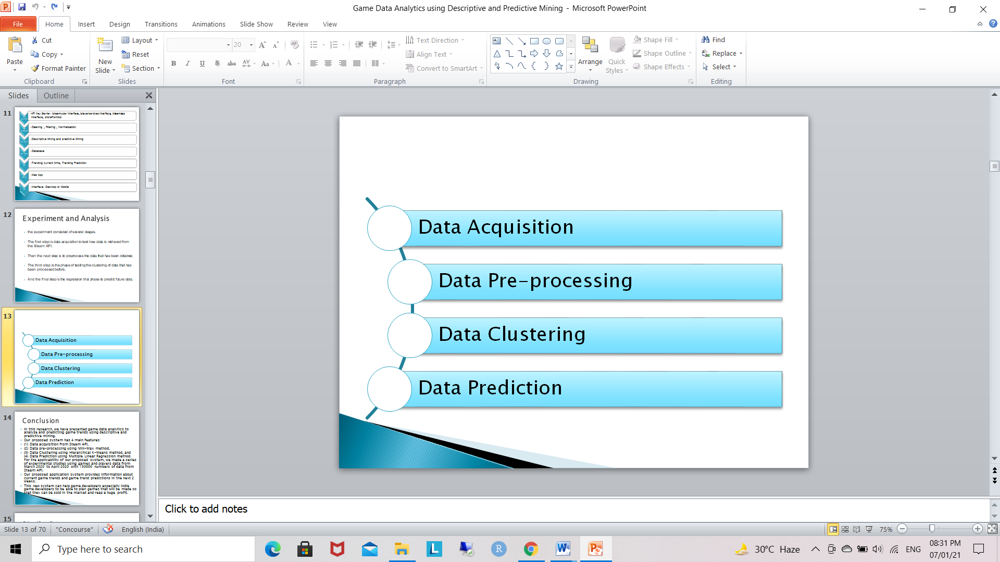 Game Data Analytics using Descriptive and Predictive Mining - Microsoft PowerPoint
File Home Insert Design Transitions Animations Slide Show Review View
Paste
Cut
Copy
Format Painter
Clipboard
New Slide
Layout
Reset
Section
Slides
20
B I U S abc AV Aa A
Font
Text Direction
Align Text
Convert to SmartArt
Paragraph
Arrange
Quick Styles
Shape Fill
Shape Outline
Shape Effects
Drawing
Find
Replace
Select
Editing
Slides Outline
11
Cleaning , filtering , Normalization
Descriptive Mining and predictive Mining
Database
Trending current time, Trending Prediction
Web App
Interface: Desktop or Mobile
12
Experiment and Analysis
the experiment consisted of several stages.
The first step is data acquisition to test how data is retrieved from
the Steam API.
Then the next step is to preprocess the data that has been obtained.
The third step is the phase of testing the clustering of data that has
been processed before.
And the final step is the regression trial phase to predict future data.
13
Data Acquisition
Data Pre-processing
Data Clustering
Data Prediction
14
Conclusion
In this research, we have presented game data analytics to
analyze and predicting game trends using descriptive and
predictive mining.
Our proposed system has 4 main features:
(1) Data acquisition from Steam API,
(2) Data pre-processing using Min-Max method,
(3) Data Clustering using Hierarchical K-Means method, and
(4) Data Prediction using Multiple Linear Regression method.
For the applicability of our proposed system, we made a series
of experimental studies using games and players data from
March 2020 to April 2020 with 150000 numbers of data from
Steam API.
Our proposed application system provides information about
current game trends and game trend predictions in the next 2
weeks.
This new system can help game developers especially indie
game developers to be able to plan games that will be made so
that they can be sold in the market and reap a huge profit.
15
Data Acquisition
Data Pre-processing
Data Clustering
Data Prediction
Click to add notes
Slide 13 of 70 "Concourse" English (India) 75%
Type here to search
30°C Haze
ENG
08:31 PM
07/01/21